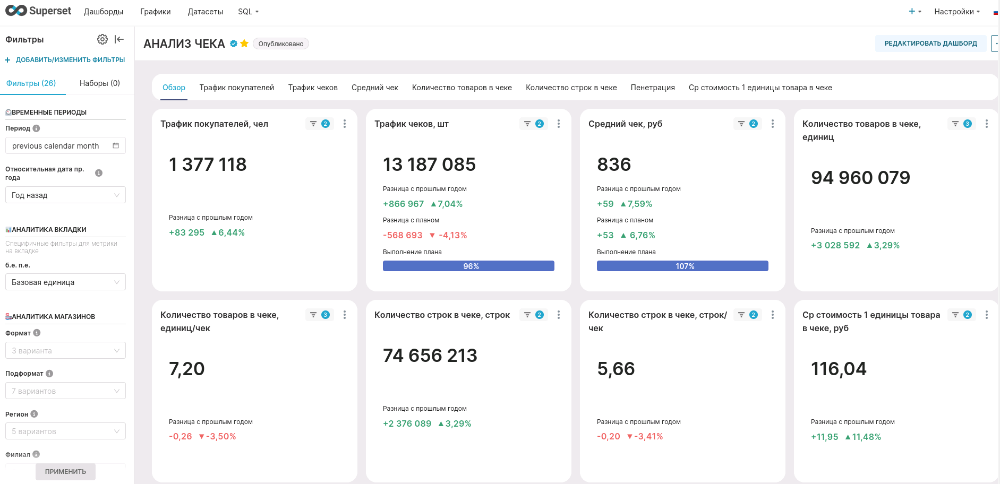 Superset
Дашборды
Графики
Датасеты
SQL
+
Настройки
Фильтры
+ ДОБАВИТЬ/ИЗМЕНИТЬ ФИЛЬТРЫ
Фильтры (26)
Наборы (0)
ВРЕМЕННЫЕ ПЕРИОДЫ
Период
previous calendar month
Относительная дата пр.
года
Год назад
АНАЛИТИКА ВКЛАДКИ
Специфичные фильтры для метрики
на вкладке
б.е. п.е.
Базовая единица
АНАЛИТИКА МАГАЗИНОВ
Формат
3 варианта
Подформат
7 вариантов
Регион
5 вариантов
Филиал
ПРИМЕНИТЬ
АНАЛИЗ ЧЕКА
Опубликовано
РЕДАКТИРОВАТЬ ДАШБОРД
Обзор
Трафик покупателей
Трафик чеков
Средний чек
Количество товаров в чеке
Количество строк в чеке
Пенетрация
Ср стоимость 1 единицы товара в чеке
Трафик покупателей, чел
2
1 377 118
Разница с прошлым годом
+83 295 ▲6,44%
Трафик чеков, шт
2
13 187 085
Разница с прошлым годом
+866 967 ▲7,04%
Разница с планом
-568 693 ▼ -4,13%
Выполнение плана
96%
Средний чек, руб
2
836
Разница с прошлым годом
+59 ▲7,59%
Разница с планом
+53 ▲ 6,76%
Выполнение плана
107%
Количество товаров в чеке,
единиц
3
94 960 079
Разница с прошлым годом
+3 028 592 ▲3,29%
Количество товаров в чеке,
единиц/чек
3
7,20
Разница с прошлым годом
-0,26 ▼-3,50%
Количество строк в чеке, строк
2
74 656 213
Разница с прошлым годом
+2 376 089 ▲3,29%
Количество строк в чеке, строк/
чек
2
5,66
Разница с прошлым годом
-0,20 ▼-3,41%
Ср стоимость 1 единицы товара
в чеке, руб
2
116,04
Разница с прошлым годом
+11,95 ▲11,48%